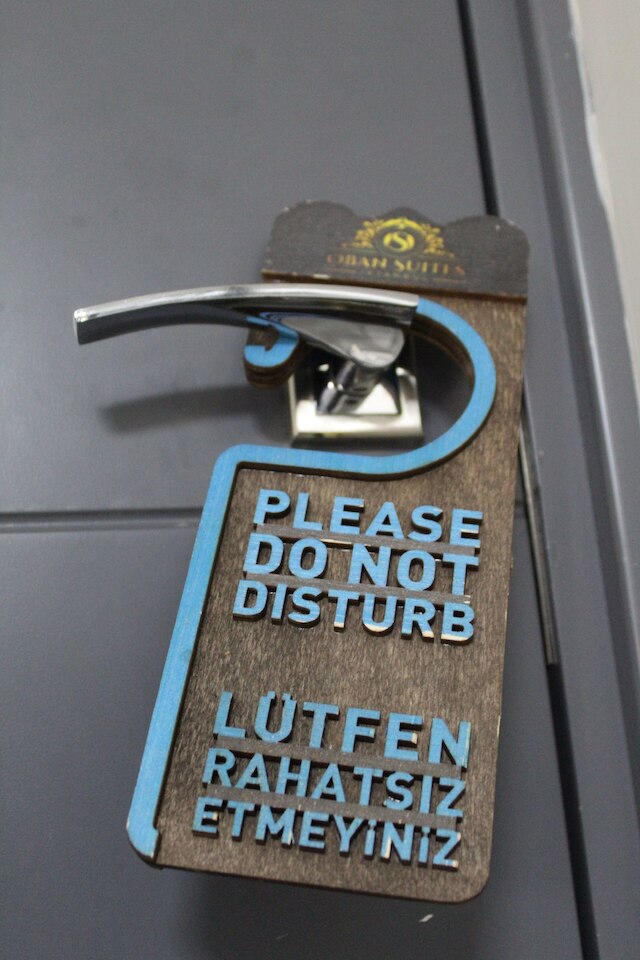 OBAN SUITES
PLEASE
DO NOT
DISTURB
LÜTFEN
RAHATSIZ
ETMEYİNİZ